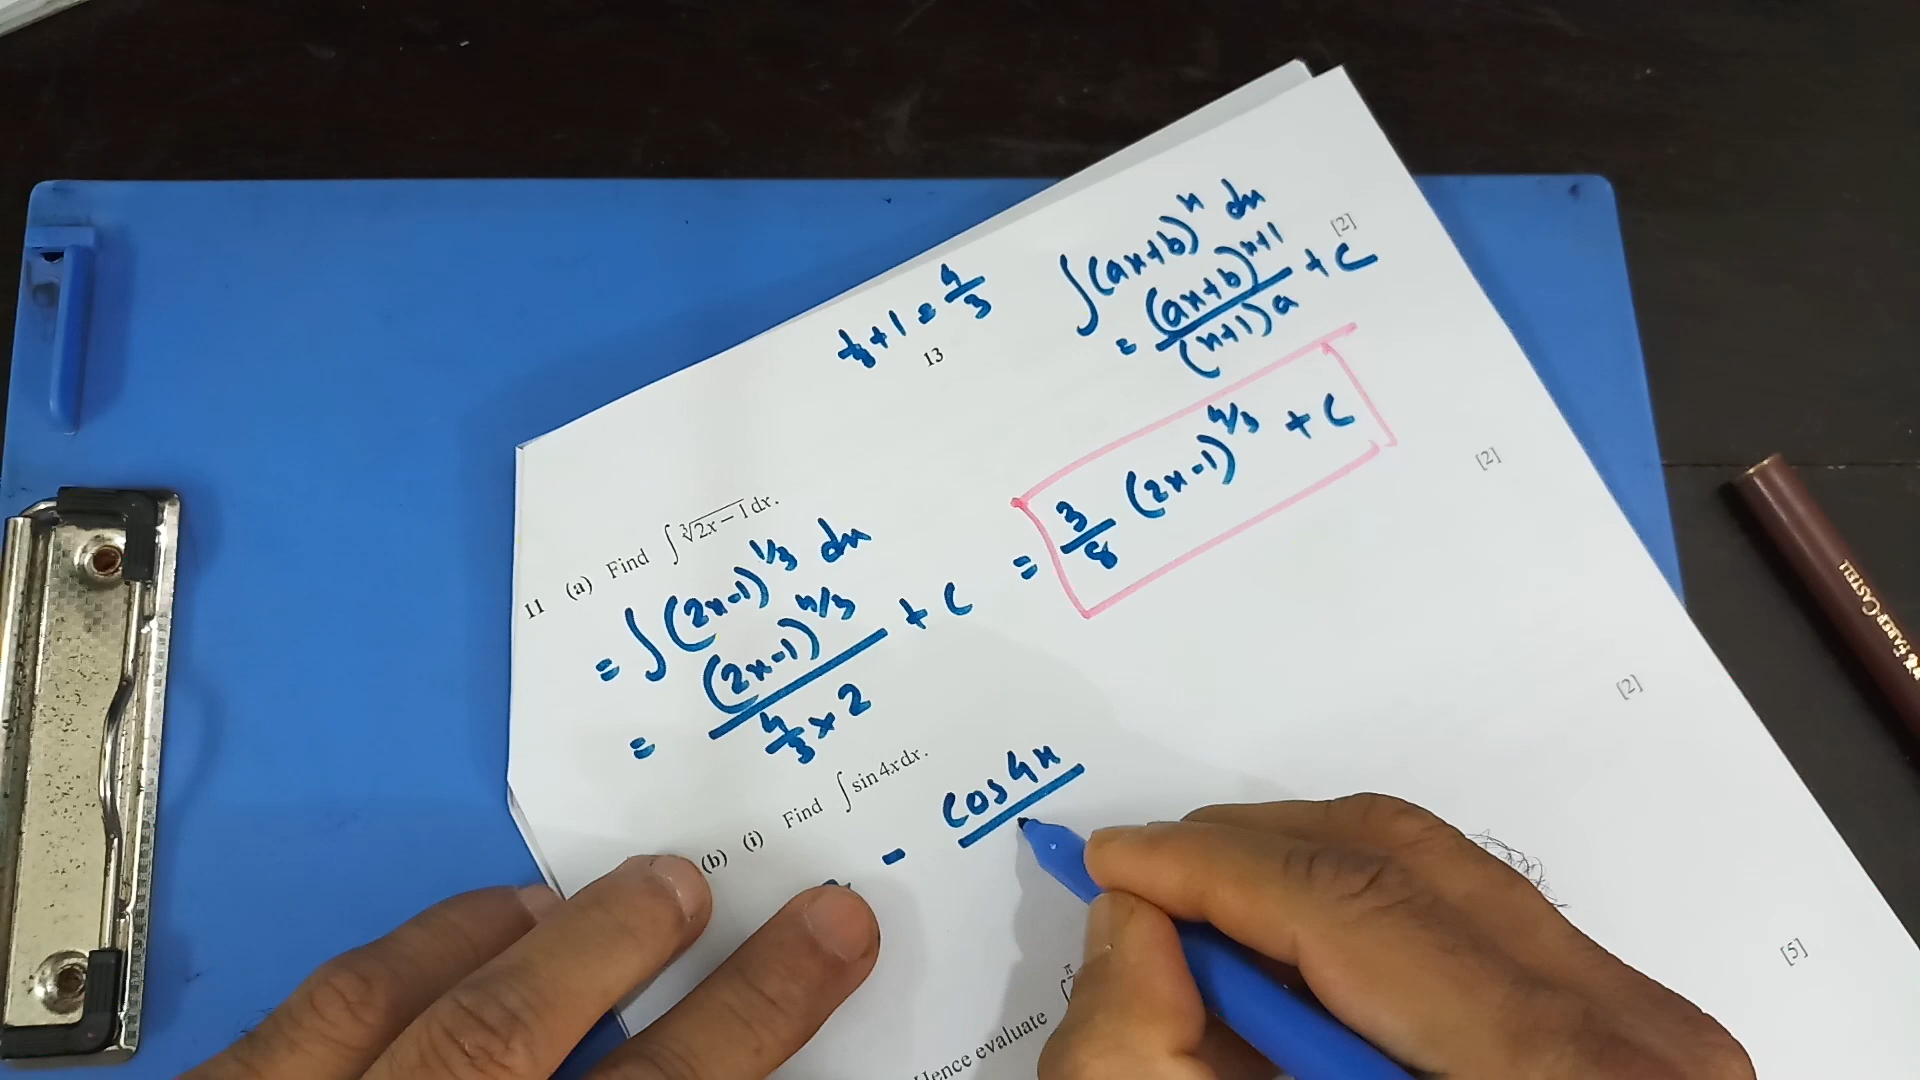 ∫(ax+b)ⁿ dx
[2]
= (ax+b)ⁿ⁺¹/(n+1)a + c
1/3 + 1 = 4/3
13
11 (a) Find ∫ ∛(2x−1) dx.
[2]
= ∫(2x-1)^1/3 dx
= (2x-1)^4/3 / (4/3 x 2) + c
= 3/8 (2x-1)^4/3 + c
(b) (i) Find ∫ sin 4x dx.
[2]
- cos 4x
Hence evaluate ∫
[5]
FABER-CASTELL